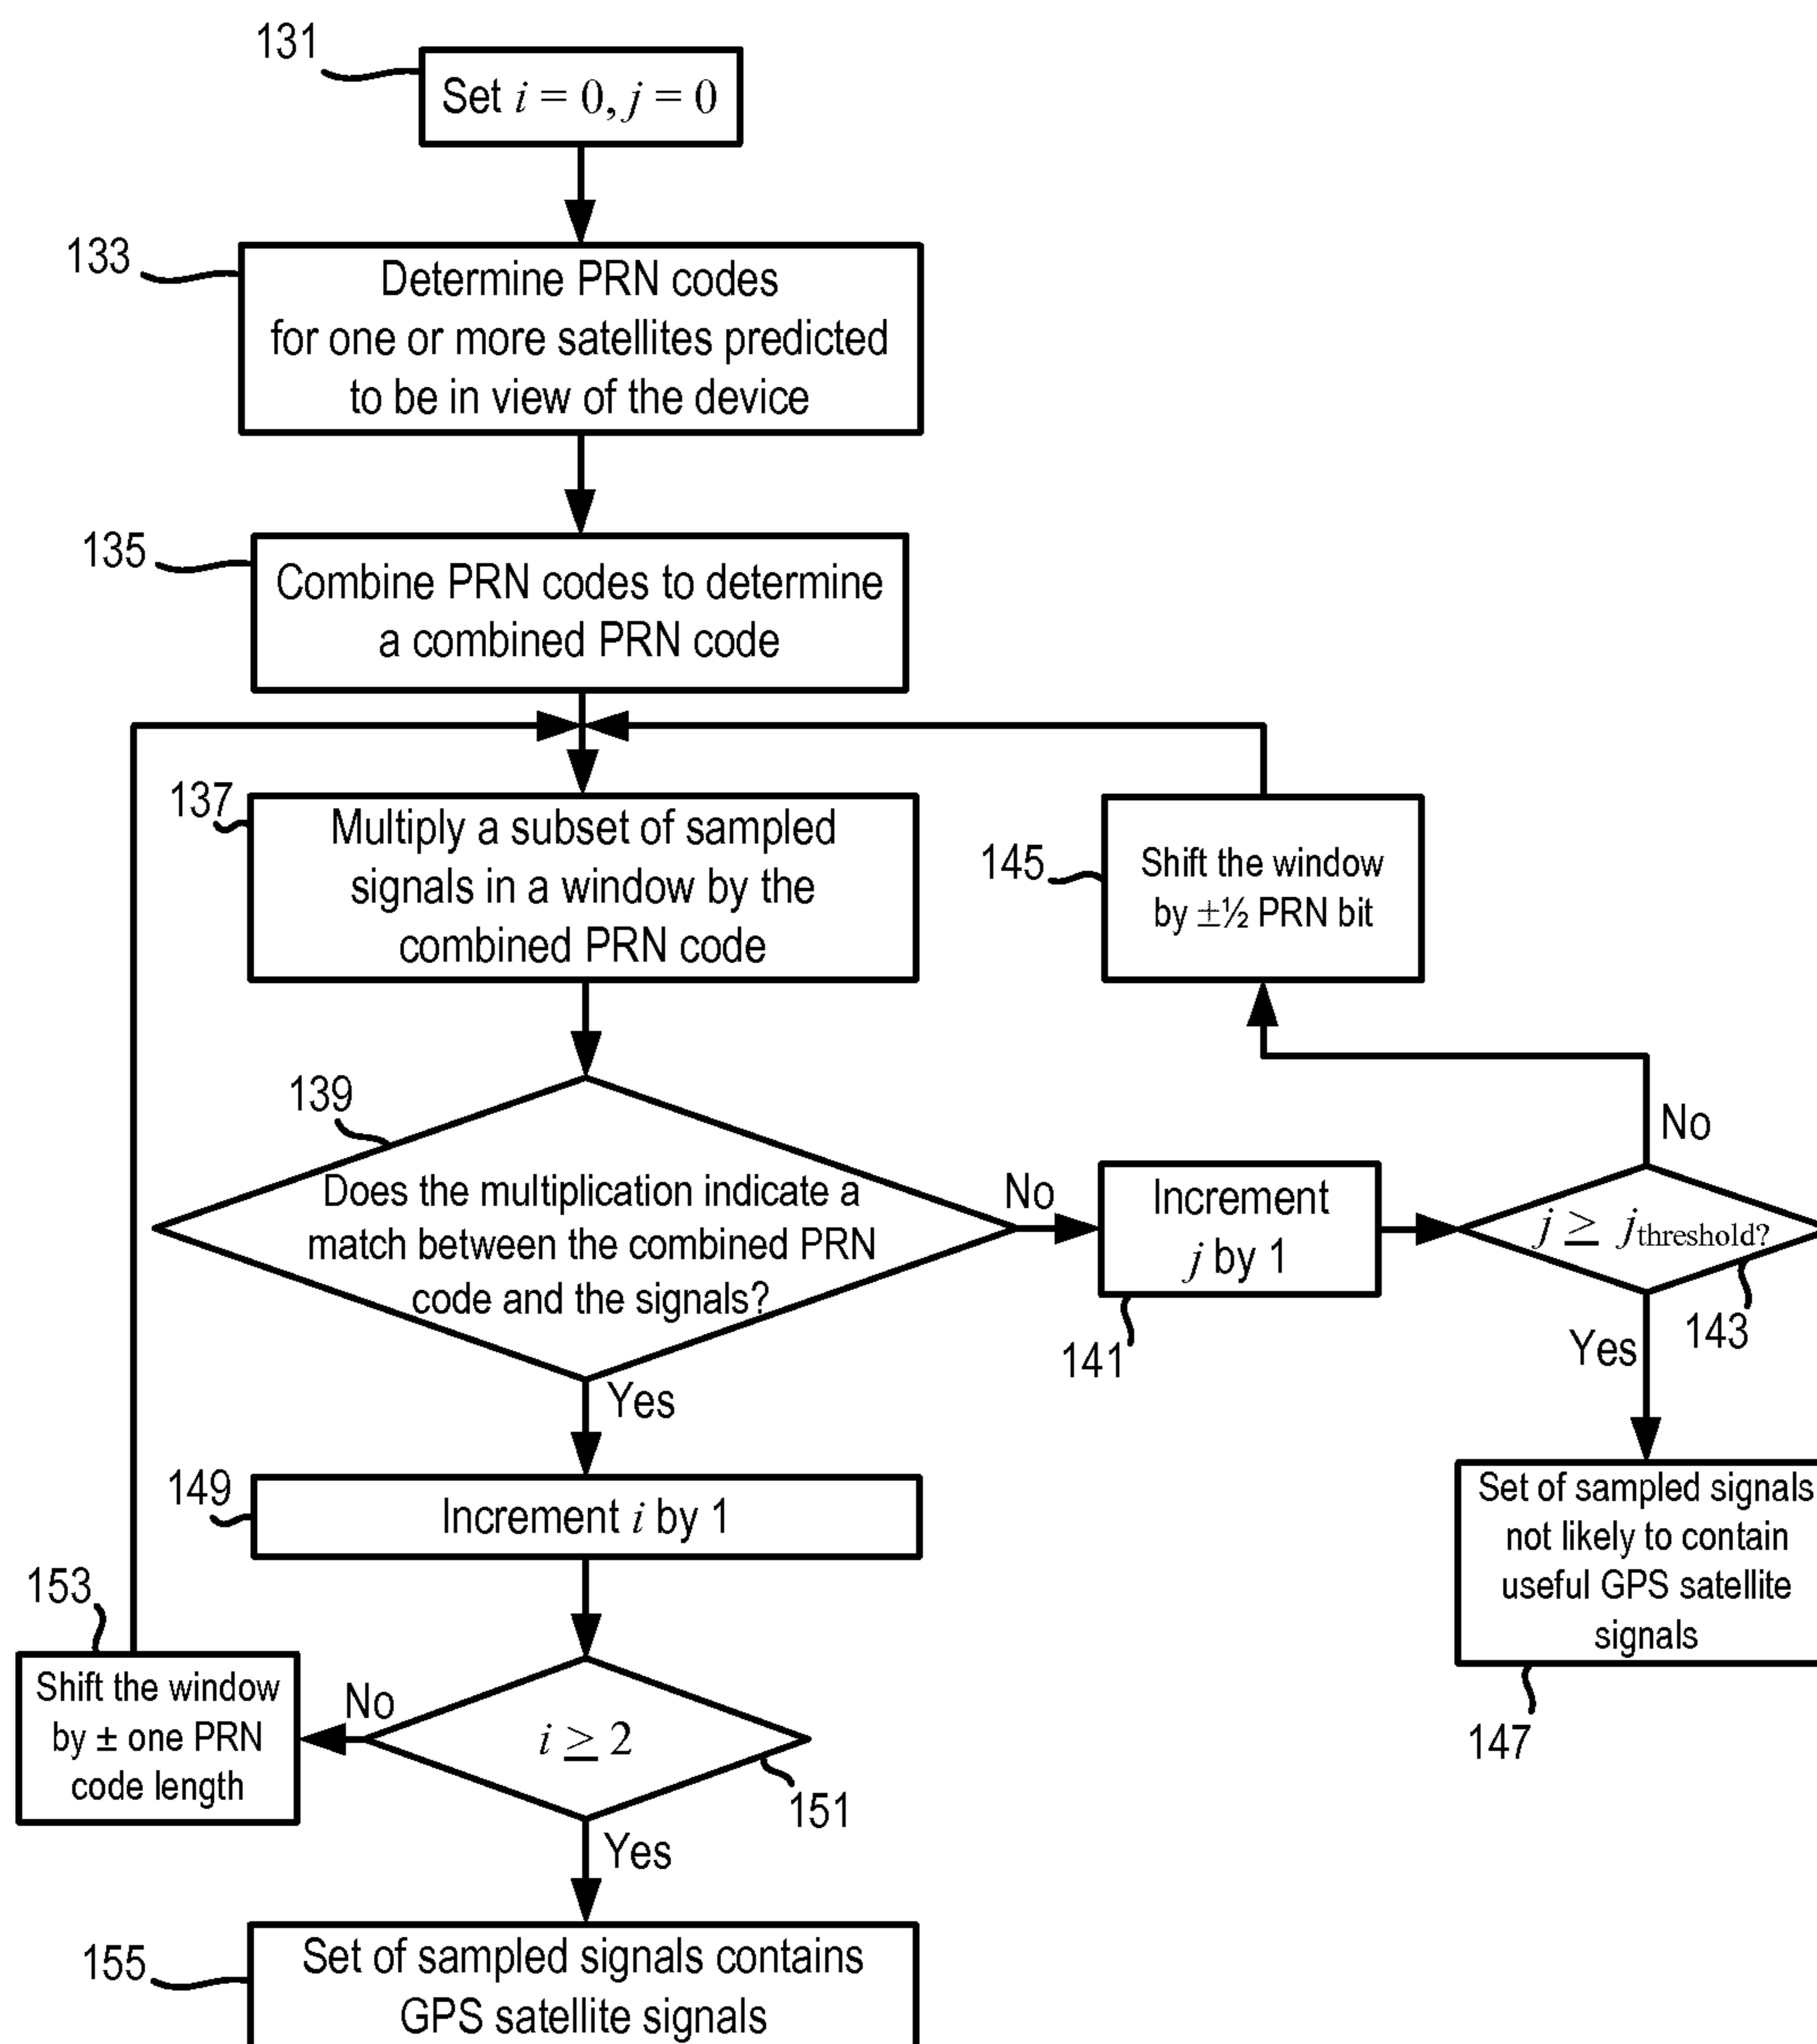 131
Set i = 0, j = 0
133
Determine PRN codes
for one or more satellites predicted
to be in view of the device
135
Combine PRN codes to determine
a combined PRN code
137
Multiply a subset of sampled
signals in a window by the
combined PRN code
145
Shift the window
by ±½ PRN bit
139
Does the multiplication indicate a
match between the combined PRN
code and the signals?
No
Increment
j by 1
141
j ≥ jthreshold?
143
No
Yes
Set of sampled signals
not likely to contain
useful GPS satellite
signals
147
Yes
149
Increment i by 1
153
Shift the window
by ± one PRN
code length
No
i ≥ 2
151
Yes
155
Set of sampled signals contains
GPS satellite signals